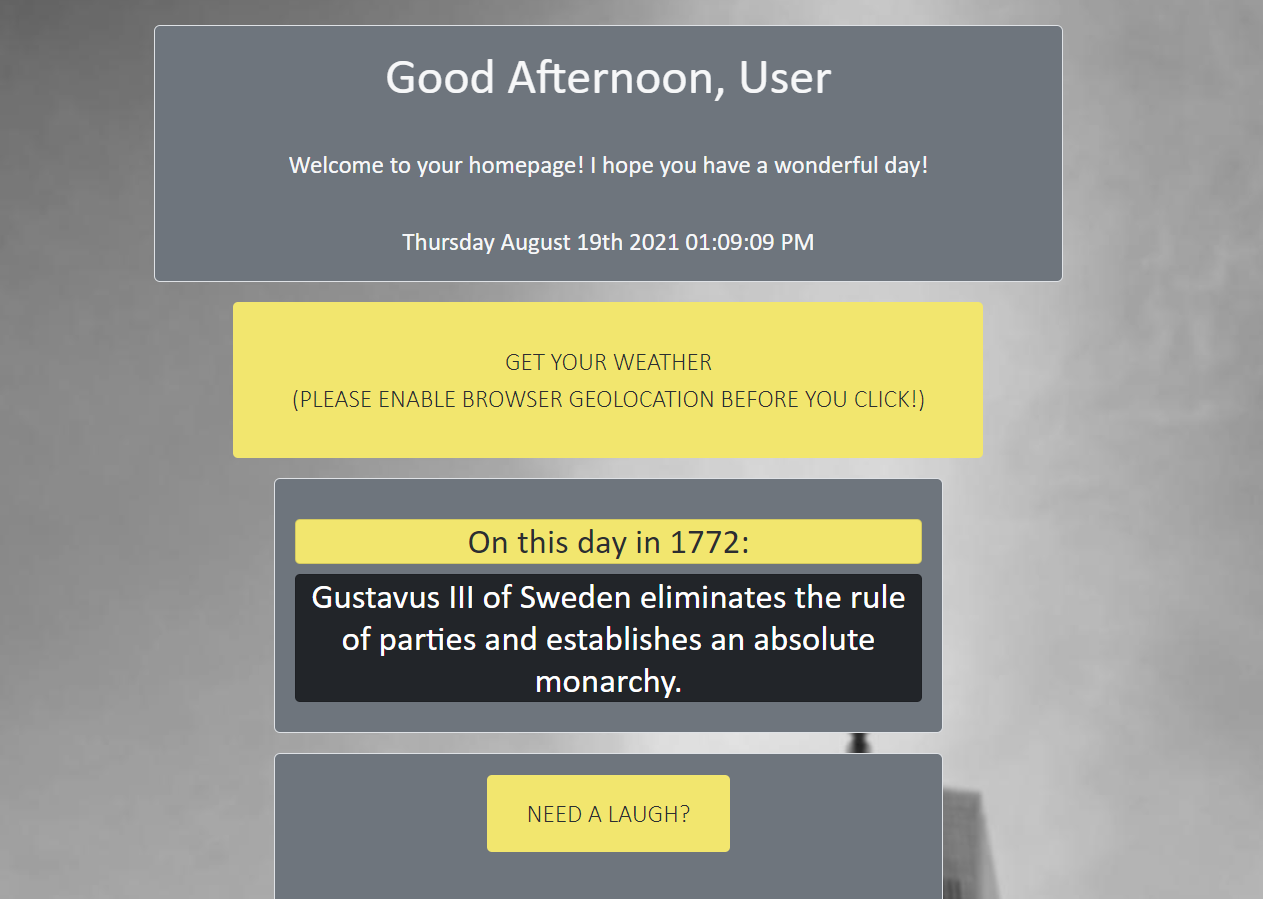 Good Afternoon, User
Welcome to your homepage! I hope you have a wonderful day!
Thursday August 19th 2021 01:09:09 PM
GET YOUR WEATHER
(PLEASE ENABLE BROWSER GEOLOCATION BEFORE YOU CLICK!)
On this day in 1772:
Gustavus III of Sweden eliminates the rule
of parties and establishes an absolute
monarchy.
NEED A LAUGH?